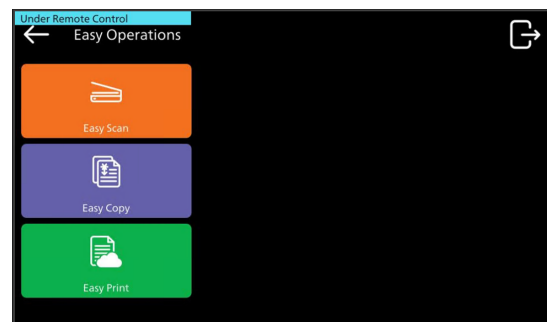 Under Remote Control
Easy Operations
Easy Scan
¥
Easy Copy
Easy Print